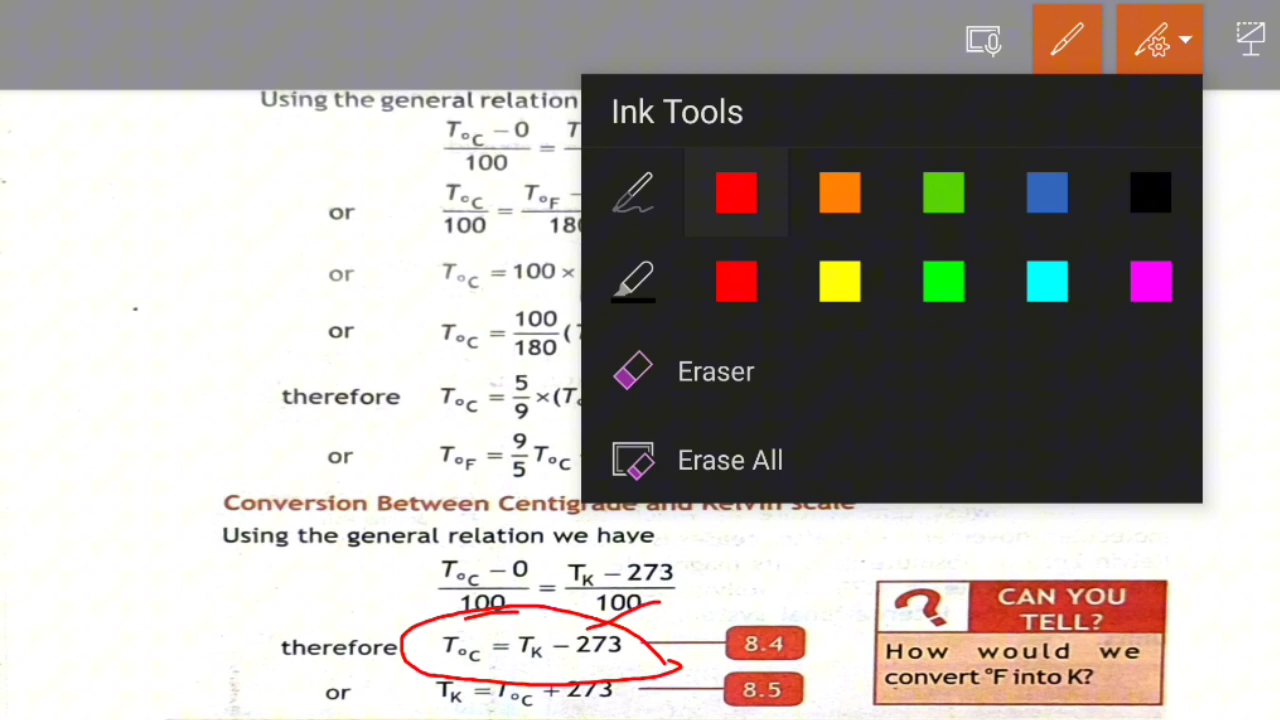 Ink Tools
Eraser
Erase All
Using the general relation
T°C − 0 / 100 = T
or T°C / 100 = T°F − / 180
or T°C = 100 ×
or T°C = 100 / 180 (
therefore T°C = 5 / 9 × (T
or T°F = 9 / 5 T°C
Conversion Between Centigrade and Kelvin scale
Using the general relation we have
T°C − 0 / 100 = TK − 273 / 100
therefore T°C = TK − 273 8.4
or TK = T°C + 273 8.5
?
CAN YOU
TELL?
How would we
convert °F into K?